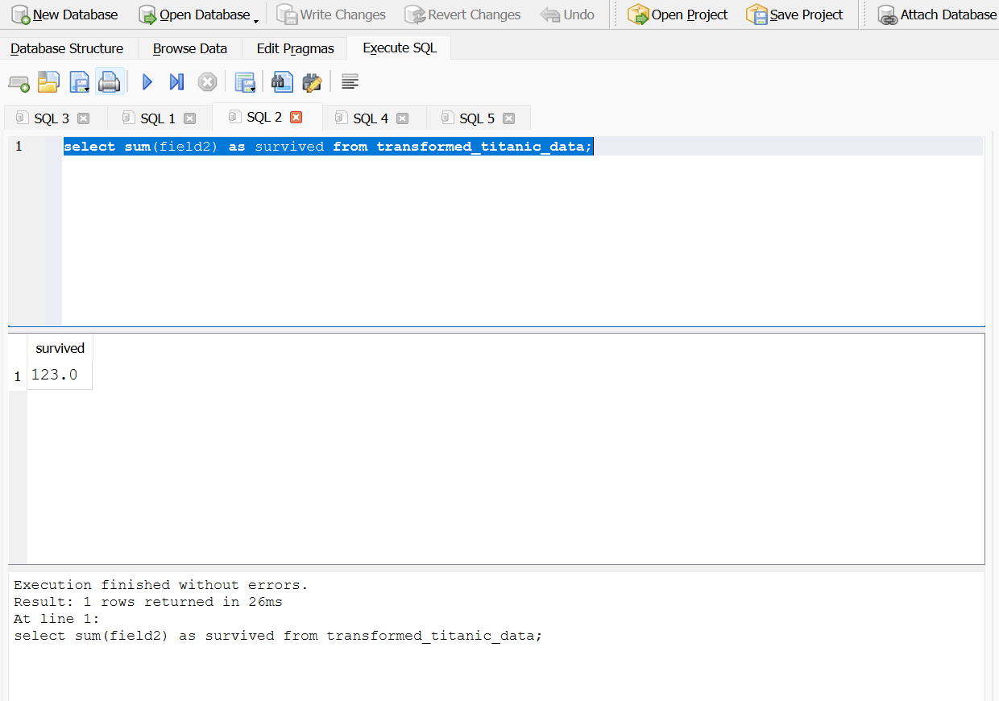 New Database Open Database Write Changes Revert Changes Undo Open Project Save Project Attach Database
Database Structure Browse Data Edit Pragmas Execute SQL
SQL 3 SQL 1 SQL 2 SQL 4 SQL 5
1 select sum(field2) as survived from transformed_titanic_data;
survived
1 123.0
Execution finished without errors.
Result: 1 rows returned in 26ms
At line 1:
select sum(field2) as survived from transformed_titanic_data;